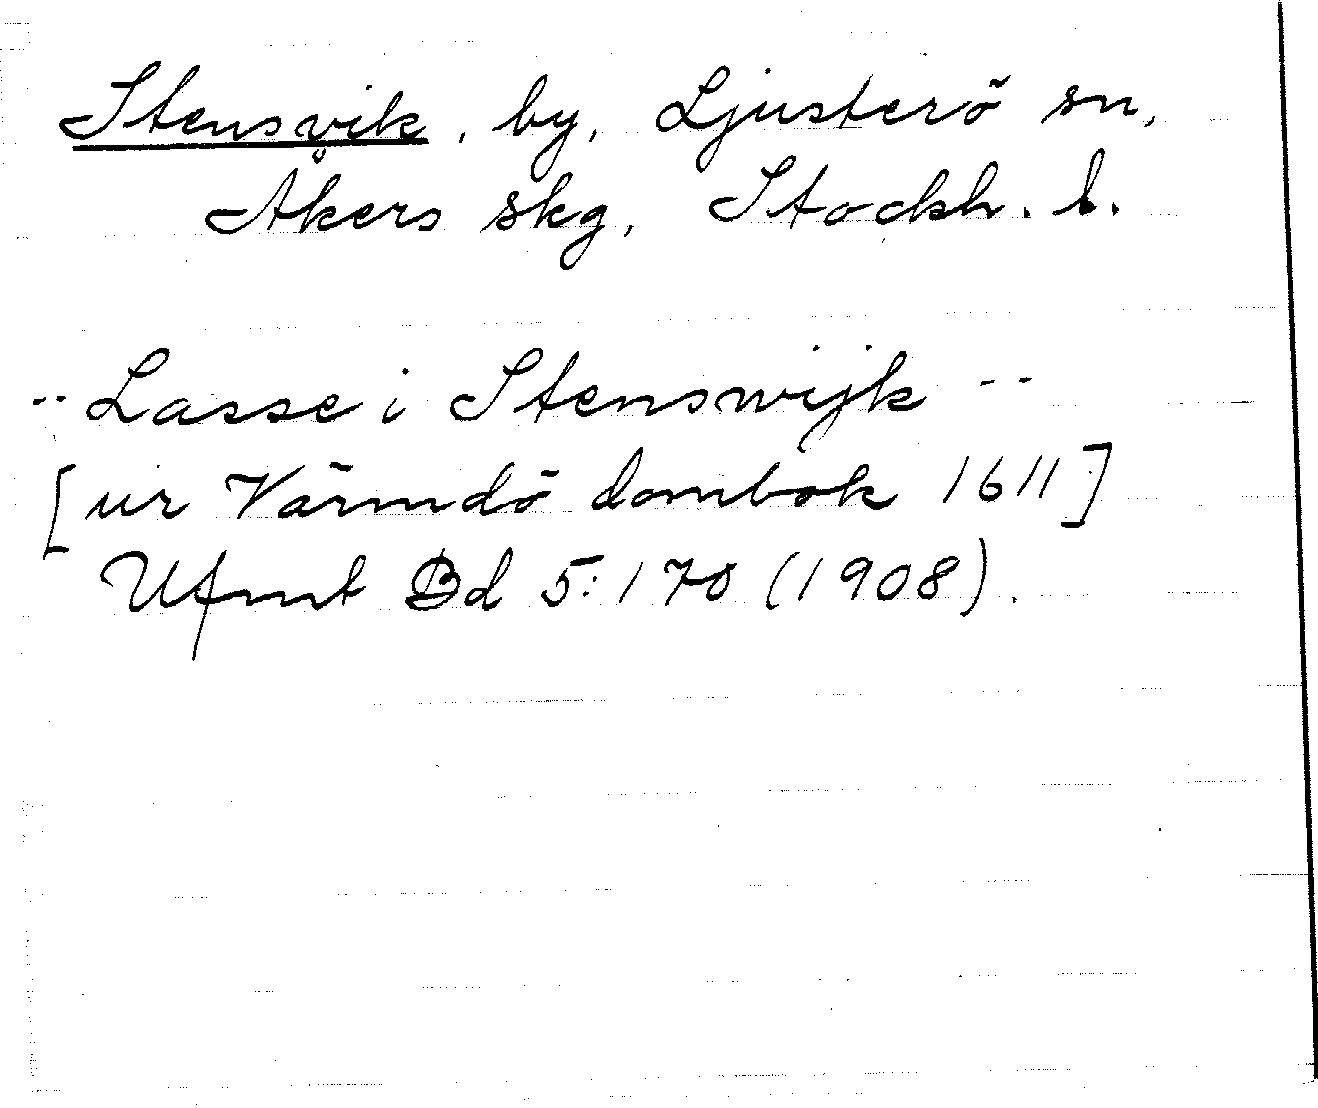 Stensvik, by, Ljusterö sn,
Åkers skg, Stockh. l.
-- Lasse i Stenswijk --
[ur Värmdö dombok 1611]
Ufmt Bd 5:170 (1908).